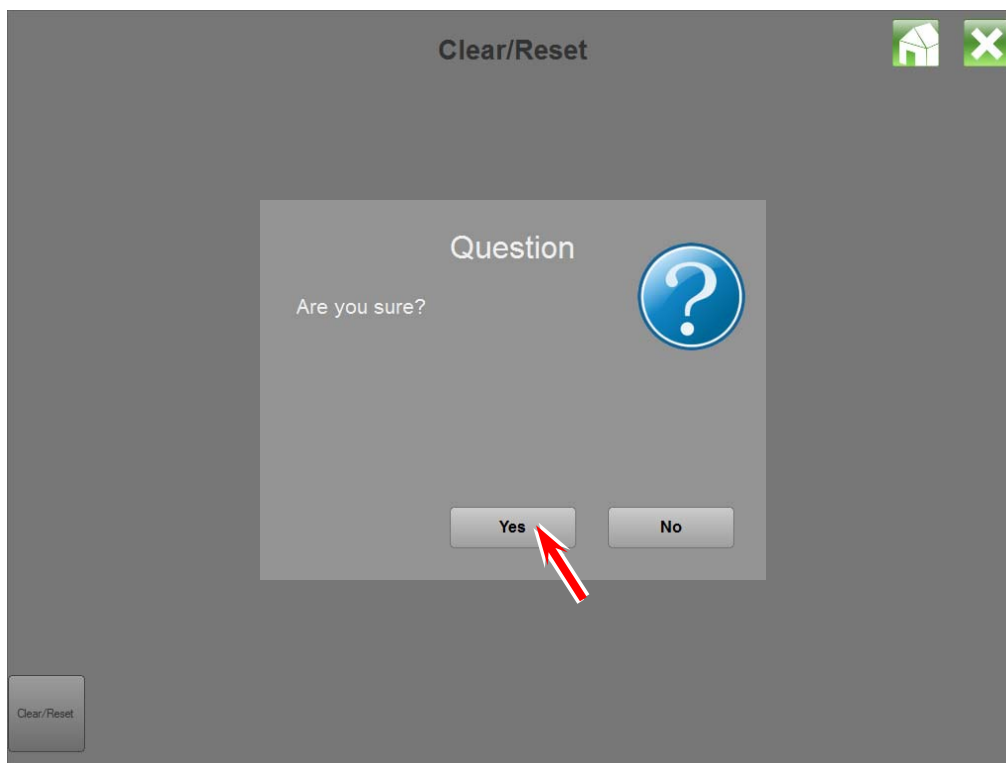 Clear/Reset
Question
Are you sure?
Yes
No
Clear/Reset